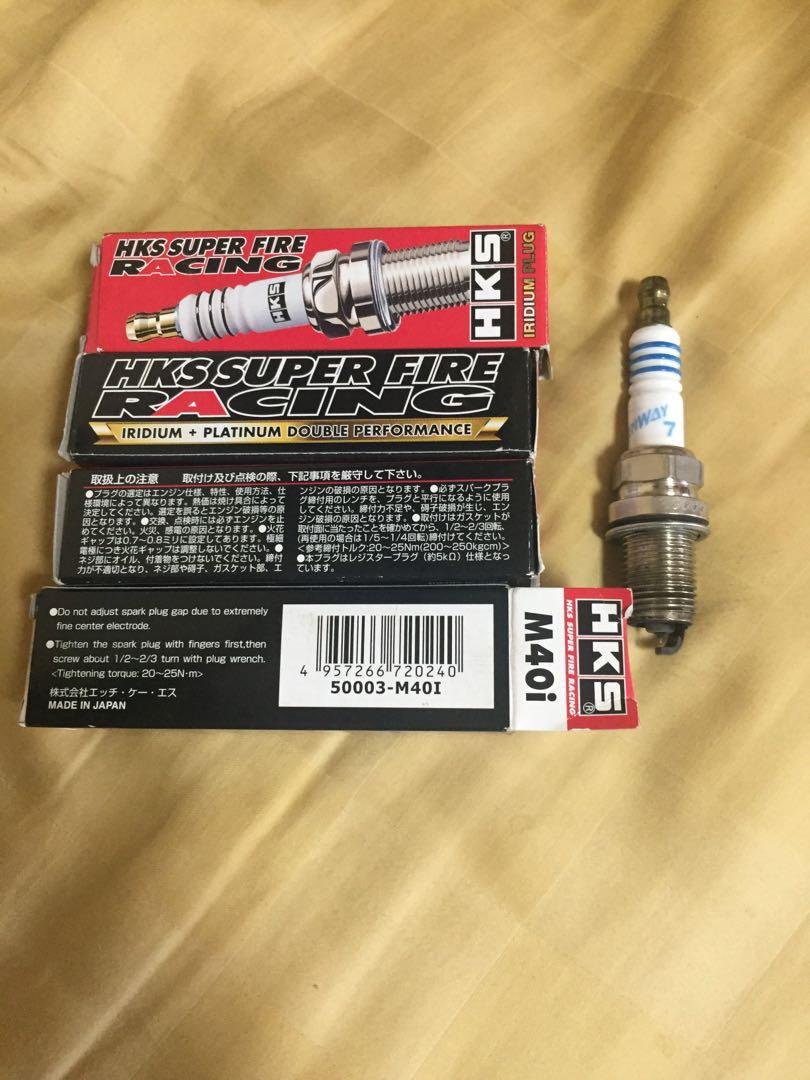 HKS SUPER FIRE
RACING
HKS
HKS®
IRIDIUM PLUG
HKS SUPER FIRE
RACING
IRIDIUM + PLATINUM DOUBLE PERFORMANCE
取扱上の注意 取付け及び点検の際、下記事項を厳守して下さい。
●プラグの選定はエンジン仕様、特性、使用方法、仕
様環境によって異なります。熱価は焼け具合によって
決定してください。選定を誤るとエンジン破損等の原
因となります。●交換、点検時には必ずエンジンを止
めてください。火災、感電の原因となります。●火花
ギャップは0.7~0.8ミリに設定してあります。極細
電極につき火花ギャップは調整しないでください。●
ネジ部にオイル、付着物をつけないでください。締付
力が不適切となり、ネジ部や碍子、ガスケット部、エ
ンジンの破損の原因となります。●必ずスパークプラ
グ締付用のレンチを、プラグと平行になるように使用
してください。締付力不足や、碍子破損が生じ、エン
ジン破損の原因となります。●取付けはガスケットが
取付面に当たったことを確かめてから、1/2~2/3回転、
(再使用の場合は1/5~1/4回転)締付けてください。
<参考締付トルク:20~25Nm(200~250kgcm)>
●本プラグはレジスタープラグ(約5kΩ)仕様となっ
ています。
●Do not adjust spark plug gap due to extremely
fine center electrode.
●Tighten the spark plug with fingers first,then
screw about 1/2~2/3 turn with plug wrench.
<Tightening torque: 20~25N·m>
株式会社エッチ・ケー・エス
MADE IN JAPAN
4 957266 720240
50003-M40I
M40i
HKS SUPER FIRE RACING
HKS®
WAY
7